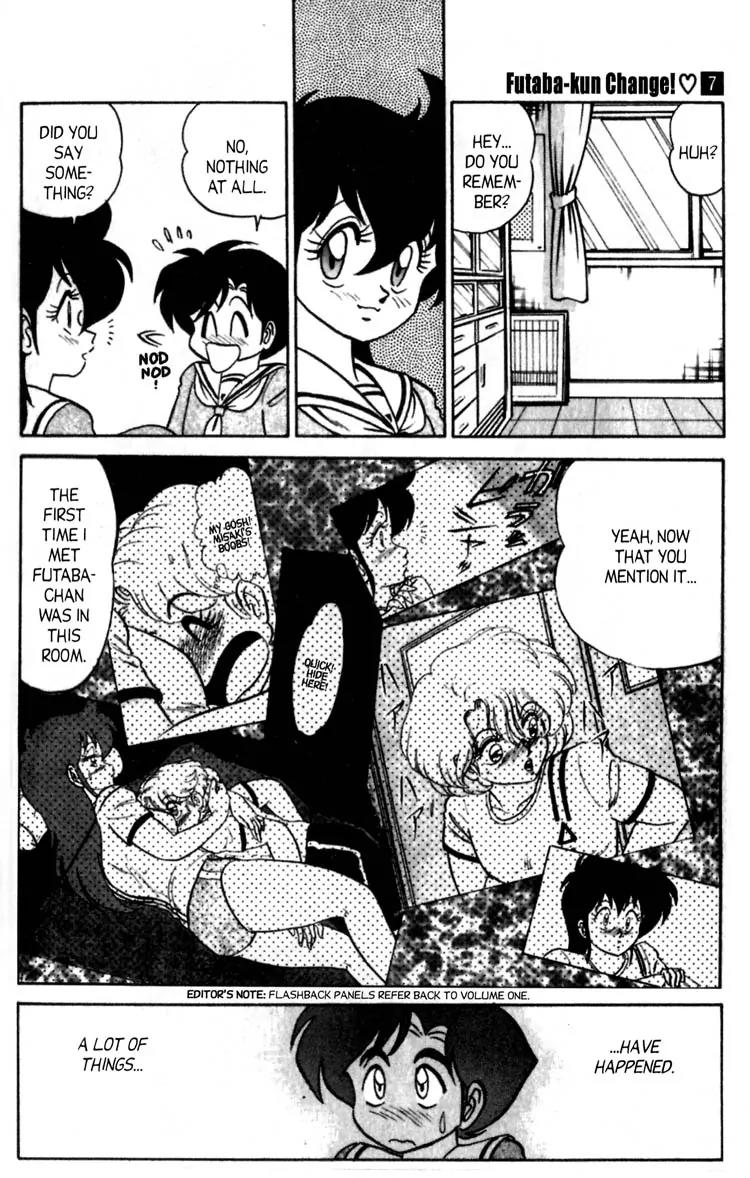 Futaba-kun Change! ♡ 7
DID YOU
SAY
SOME-
THING?
NO,
NOTHING
AT ALL.
NOD
NOD
!
HEY...
DO YOU
REMEM-
BER?
HUH?
THE
FIRST
TIME I
MET
FUTABA-
CHAN
WAS IN
THIS
ROOM.
MY GOSH!
MISAKI'S
BOOBS!
QUICK!
HIDE
HERE!
YEAH, NOW
THAT YOU
MENTION IT...
EDITOR'S NOTE: FLASHBACK PANELS REFER BACK TO VOLUME ONE.
A LOT OF
THINGS...
...HAVE
HAPPENED.